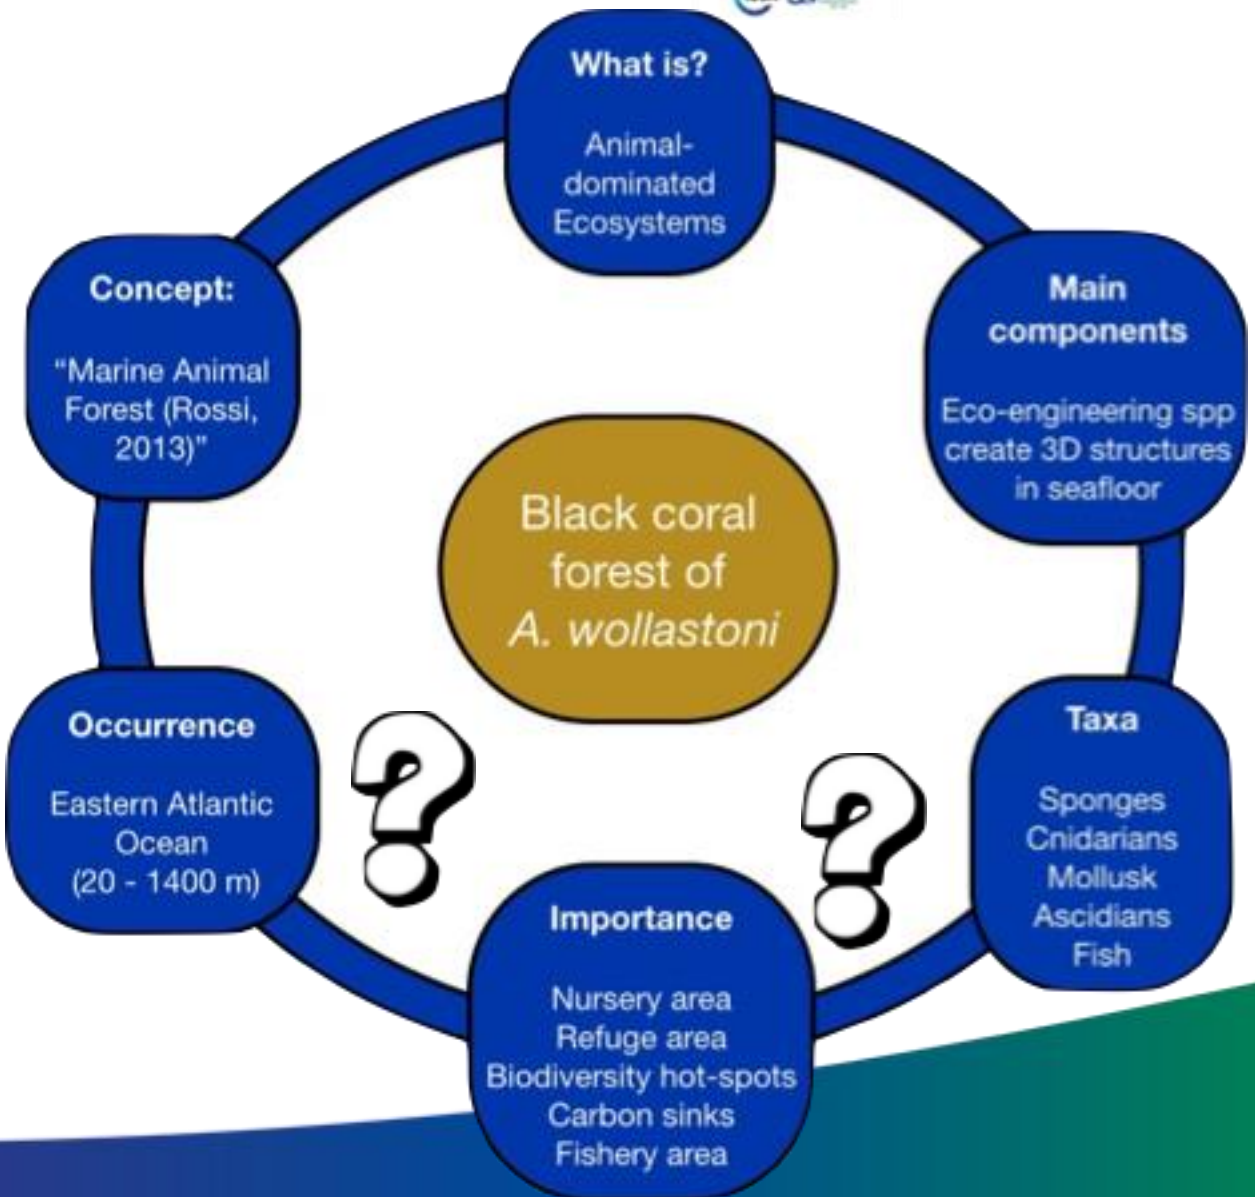 What is?
Animal-
dominated
Ecosystems
Main
components
Eco-engineering spp
create 3D structures
in seafloor
Taxa
Sponges
Cnidarians
Mollusk
Ascidians
Fish
Importance
Nursery area
Refuge area
Biodiversity hot-spots
Carbon sinks
Fishery area
Occurrence
Eastern Atlantic
Ocean
(20 - 1400 m)
Concept:
“Marine Animal
Forest (Rossi,
2013)”
Black coral
forest of
A. wollastoni
?
?